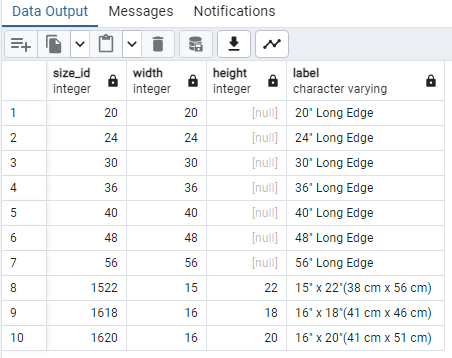 Data Output Messages Notifications
size_id integer width integer height integer label character varying
1 20 20 [null] 20" Long Edge
2 24 24 [null] 24" Long Edge
3 30 30 [null] 30" Long Edge
4 36 36 [null] 36" Long Edge
5 40 40 [null] 40" Long Edge
6 48 48 [null] 48" Long Edge
7 56 56 [null] 56" Long Edge
8 1522 15 22 15" x 22"(38 cm x 56 cm)
9 1618 16 18 16" x 18"(41 cm x 46 cm)
10 1620 16 20 16" x 20"(41 cm x 51 cm)